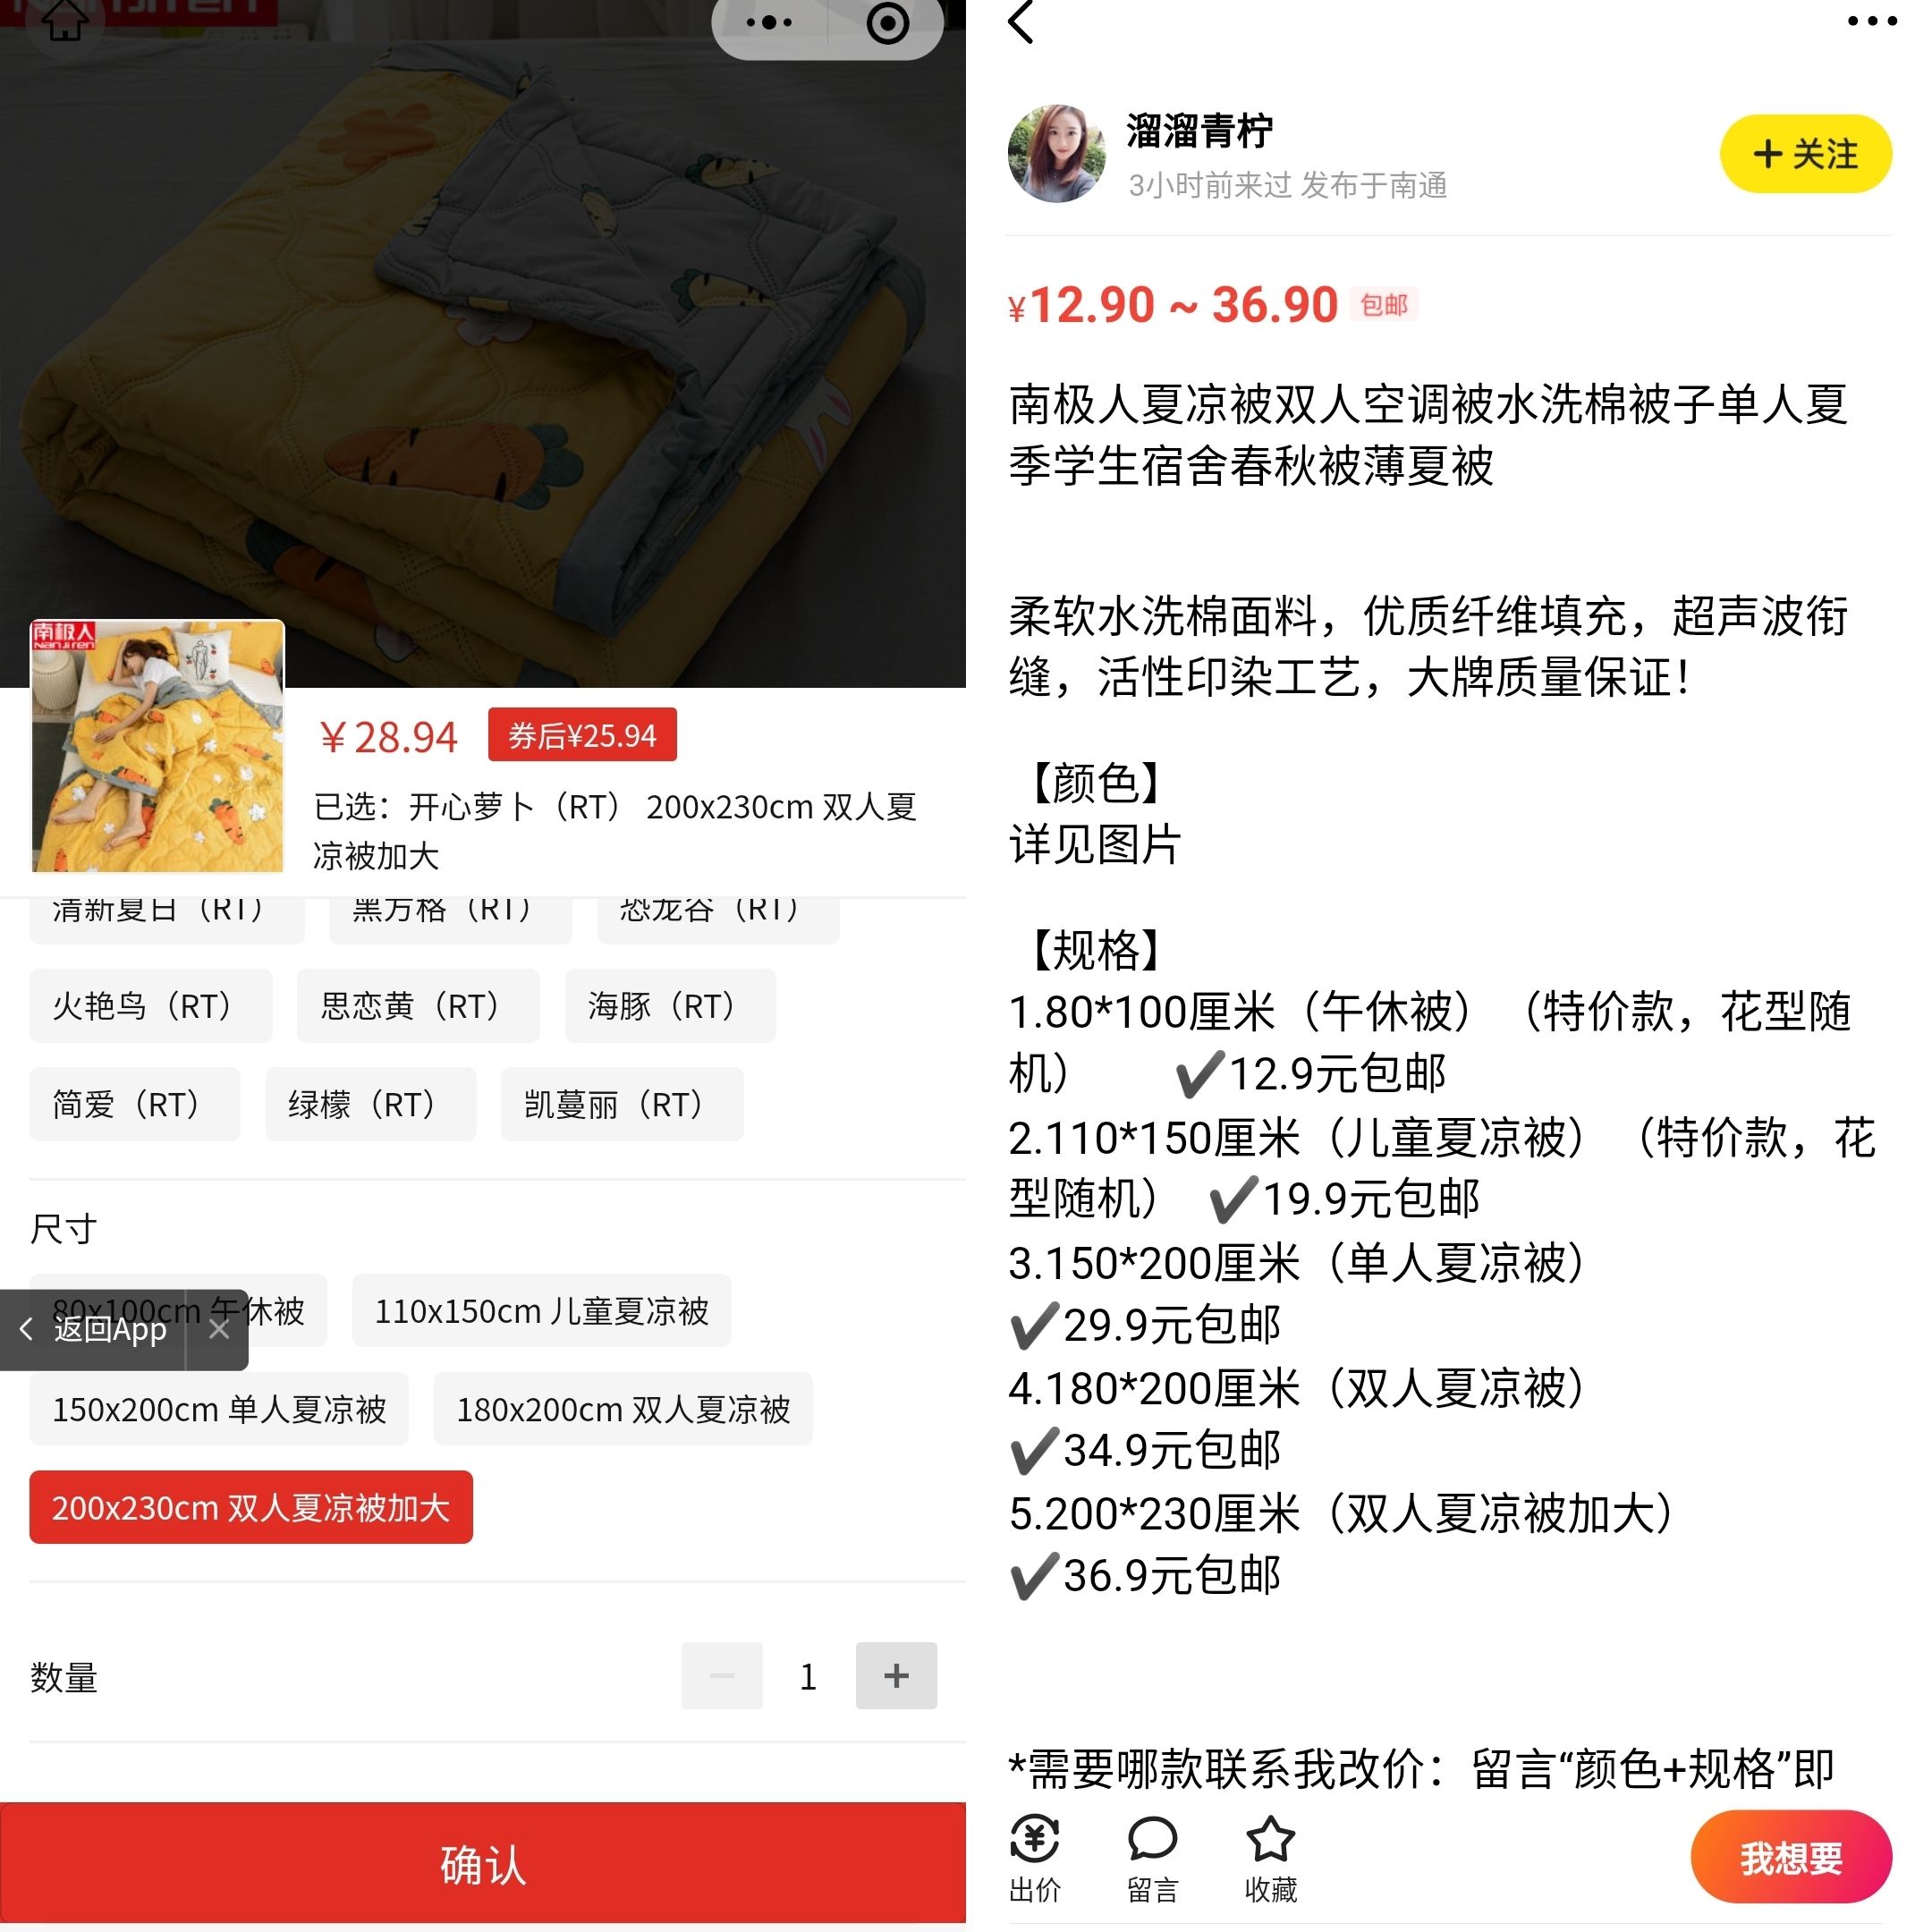 南极人
NanJiren
￥28.94
券后¥25.94
已选：开心萝卜（RT） 200x230cm 双人夏
凉被加大
清新夏日（RT）
黑方格（RT）
恐龙谷（RT）
火艳鸟（RT）
思恋黄（RT）
海豚（RT）
简爱（RT）
绿檬（RT）
凯蔓丽（RT）
尺寸
80x100cm 午休被
110x150cm 儿童夏凉被
返回App
150x200cm 单人夏凉被
180x200cm 双人夏凉被
200x230cm 双人夏凉被加大
数量
1
确认
溜溜青柠
3小时前来过 发布于南通
+ 关注
¥12.90 ~ 36.90 包邮
南极人夏凉被双人空调被水洗棉被子单人夏
季学生宿舍春秋被薄夏被
柔软水洗棉面料，优质纤维填充，超声波衔
缝，活性印染工艺，大牌质量保证！
【颜色】
详见图片
【规格】
1.80*100厘米（午休被）（特价款，花型随
机） ✔12.9元包邮
2.110*150厘米（儿童夏凉被）（特价款，花
型随机） ✔19.9元包邮
3.150*200厘米（单人夏凉被）
✔29.9元包邮
4.180*200厘米（双人夏凉被）
✔34.9元包邮
5.200*230厘米（双人夏凉被加大）
✔36.9元包邮
*需要哪款联系我改价：留言“颜色+规格”即
出价
留言
收藏
我想要